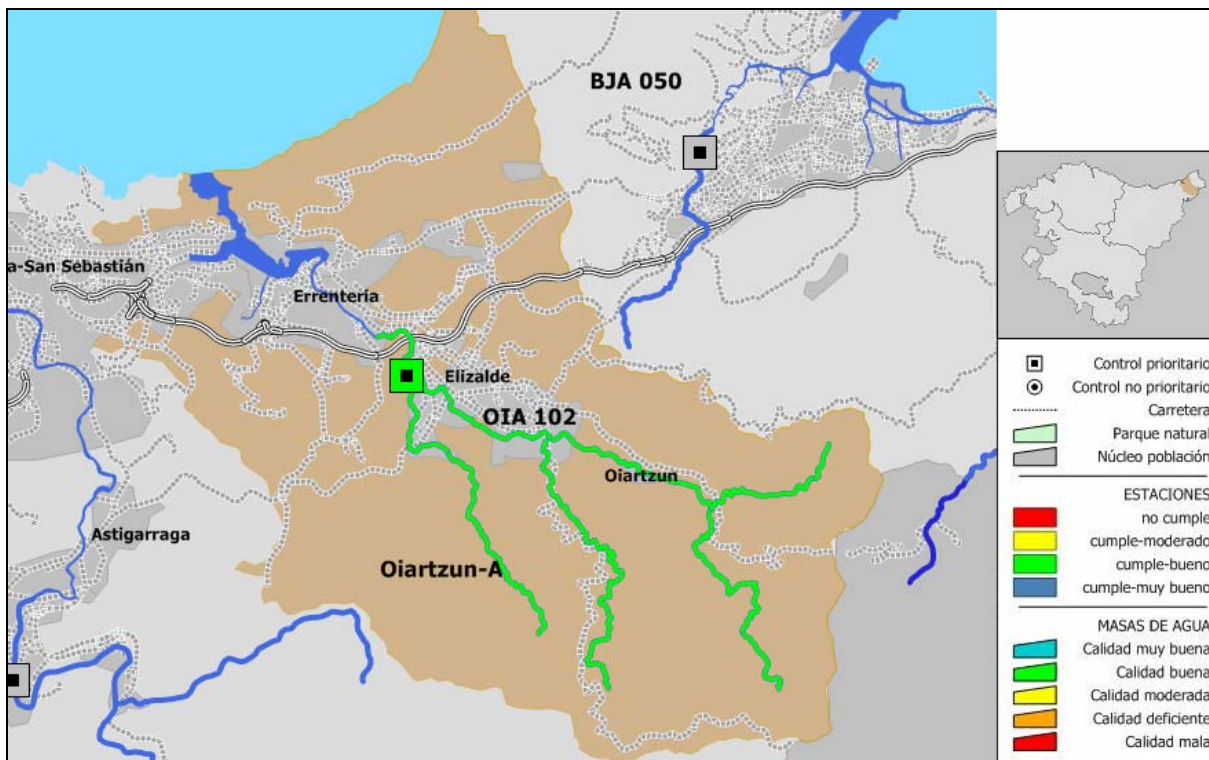 BJA 050
a-San Sebastián
Errenteria
Elizalde
OIA 102
Oiartzun
Astigarraga
Oiartzun-A
Control prioritario
Control no prioritario
Carretera
Parque natural
Núcleo población
ESTACIONES
no cumple
cumple-moderado
cumple-bueno
cumple-muy bueno
MASAS DE AGUA
Calidad muy buena
Calidad buena
Calidad moderada
Calidad deficiente
Calidad mala